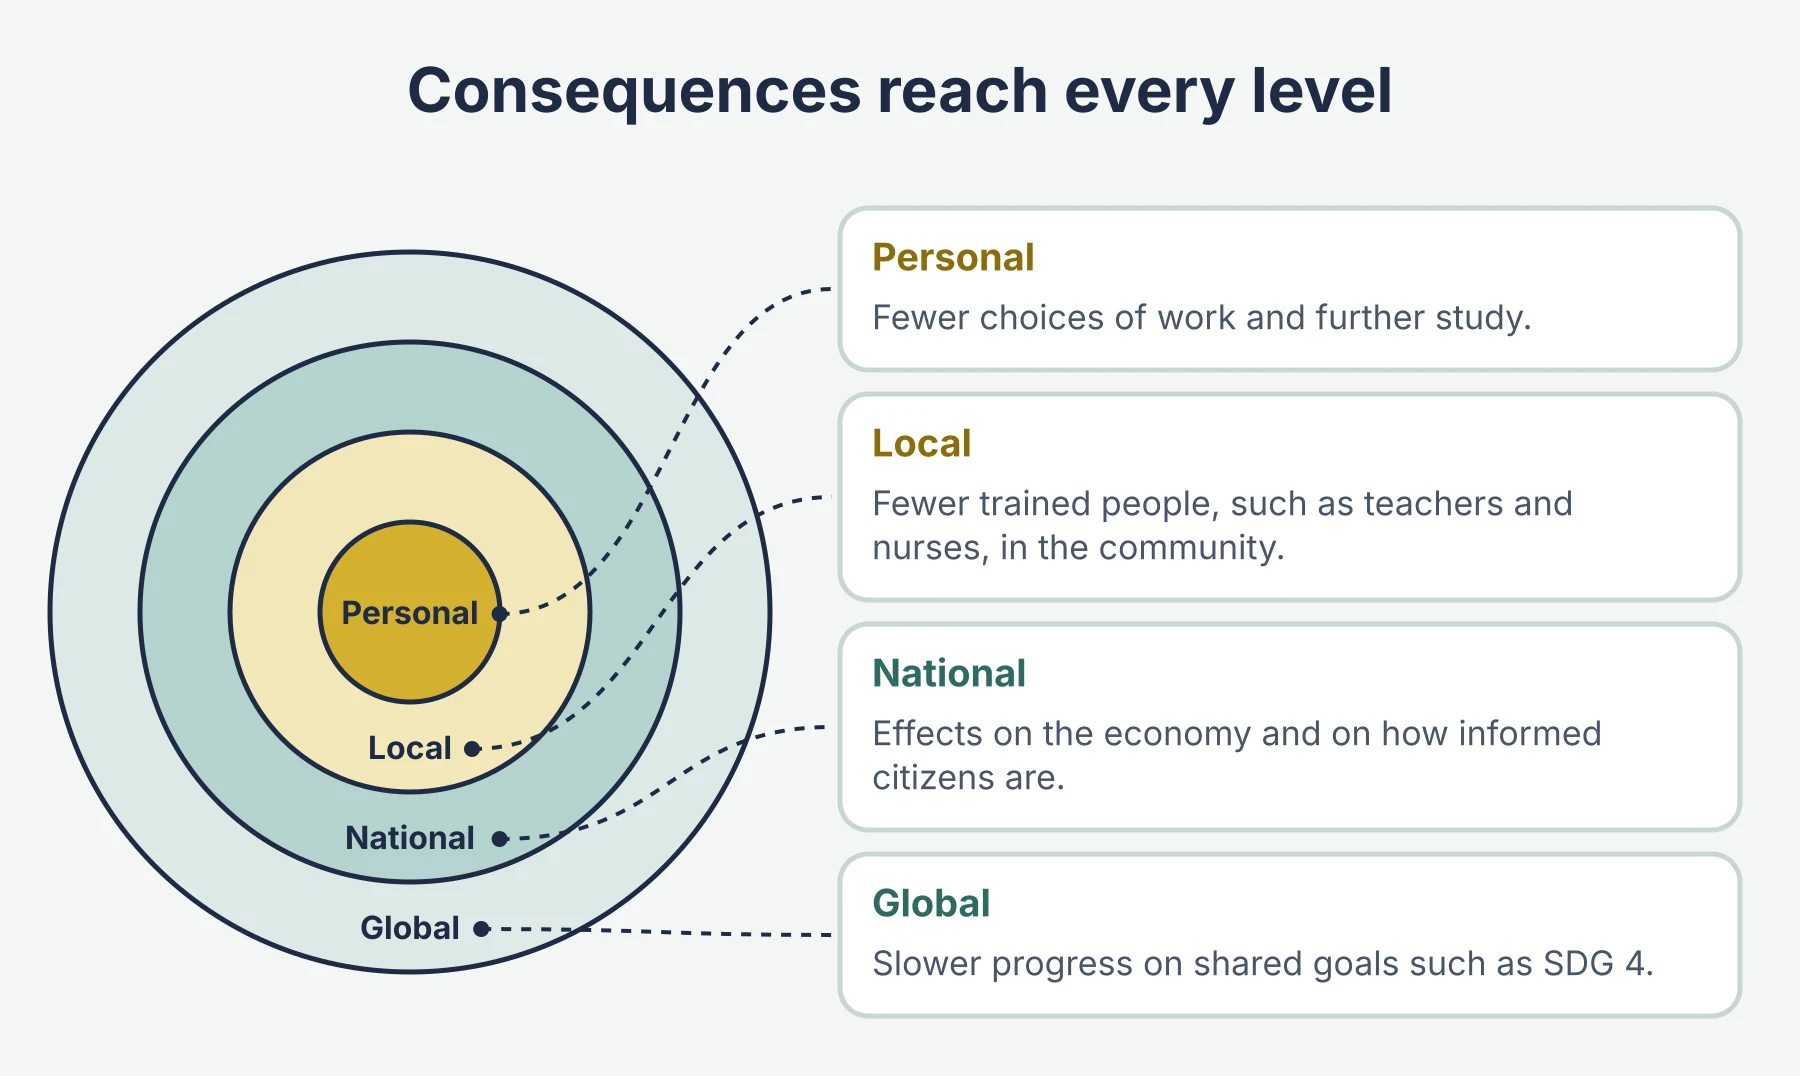 Consequences reach every level
Personal
Local
National
Global
Personal
Fewer choices of work and further study.
Local
Fewer trained people, such as teachers and
nurses, in the community.
National
Effects on the economy and on how informed
citizens are.
Global
Slower progress on shared goals such as SDG 4.